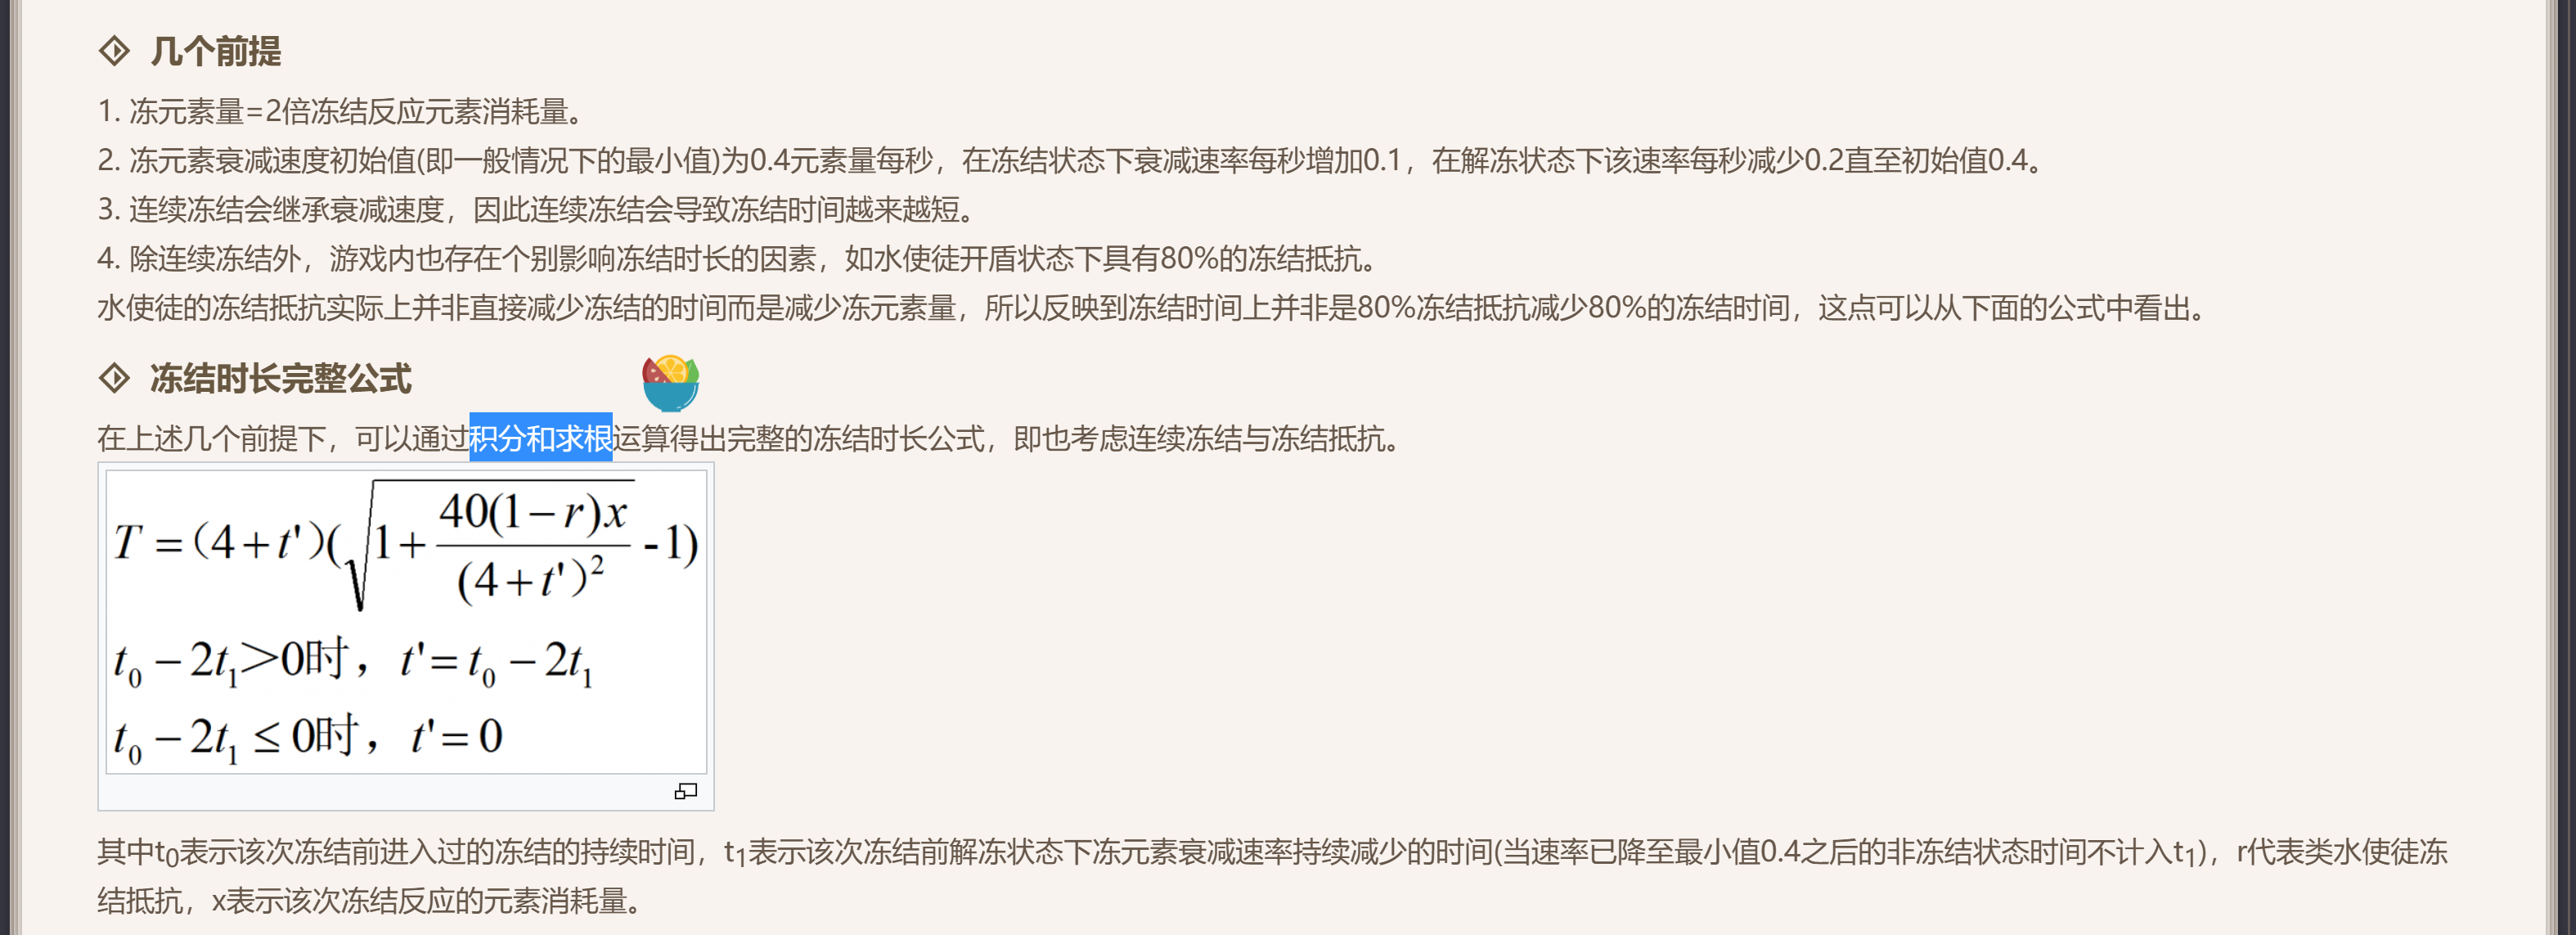 几个前提
1. 冻元素量=2倍冻结反应元素消耗量。
2. 冻元素衰减速度初始值(即一般情况下的最小值)为0.4元素量每秒，在冻结状态下衰减速率每秒增加0.1，在解冻状态下该速率每秒减少0.2直至初始值0.4。
3. 连续冻结会继承衰减速度，因此连续冻结会导致冻结时间越来越短。
4. 除连续冻结外，游戏内也存在个别影响冻结时长的因素，如水使徒开盾状态下具有80%的冻结抵抗。
水使徒的冻结抵抗实际上并非直接减少冻结的时间而是减少冻元素量，所以反映到冻结时间上并非是80%冻结抵抗减少80%的冻结时间，这点可以从下面的公式中看出。
冻结时长完整公式
在上述几个前提下，可以通过积分和求根运算得出完整的冻结时长公式，即也考虑连续冻结与冻结抵抗。
T = (4+t')(√(1+ 40(1−r)x / (4+t')²) -1)
t₀ − 2t₁>0时，t'= t₀ − 2t₁
t₀ − 2t₁ ≤ 0时，t'= 0
其中t₀表示该次冻结前进入过的冻结的持续时间，t₁表示该次冻结前解冻状态下冻元素衰减速率持续减少的时间(当速率已降至最小值0.4之后的非冻结状态时间不计入t₁)，r代表类水使徒冻
结抵抗，x表示该次冻结反应的元素消耗量。